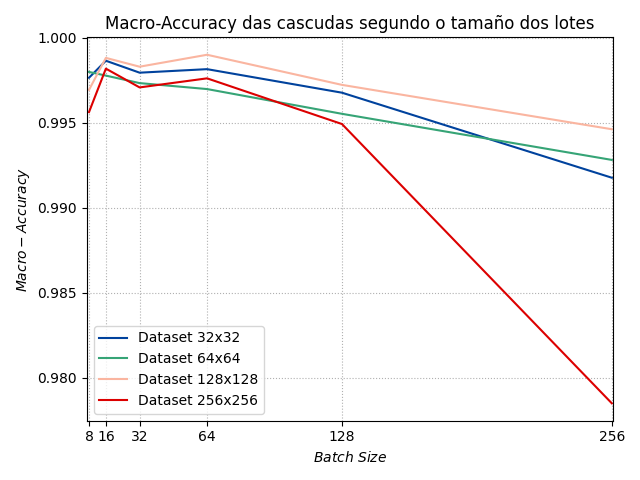 Macro-Accuracy das cascudas segundo o tamaño dos lotes
1.000
0.995
0.990
0.985
0.980
Macro − Accuracy
Dataset 32x32
Dataset 64x64
Dataset 128x128
Dataset 256x256
8 16 32 64 128 256
Batch Size